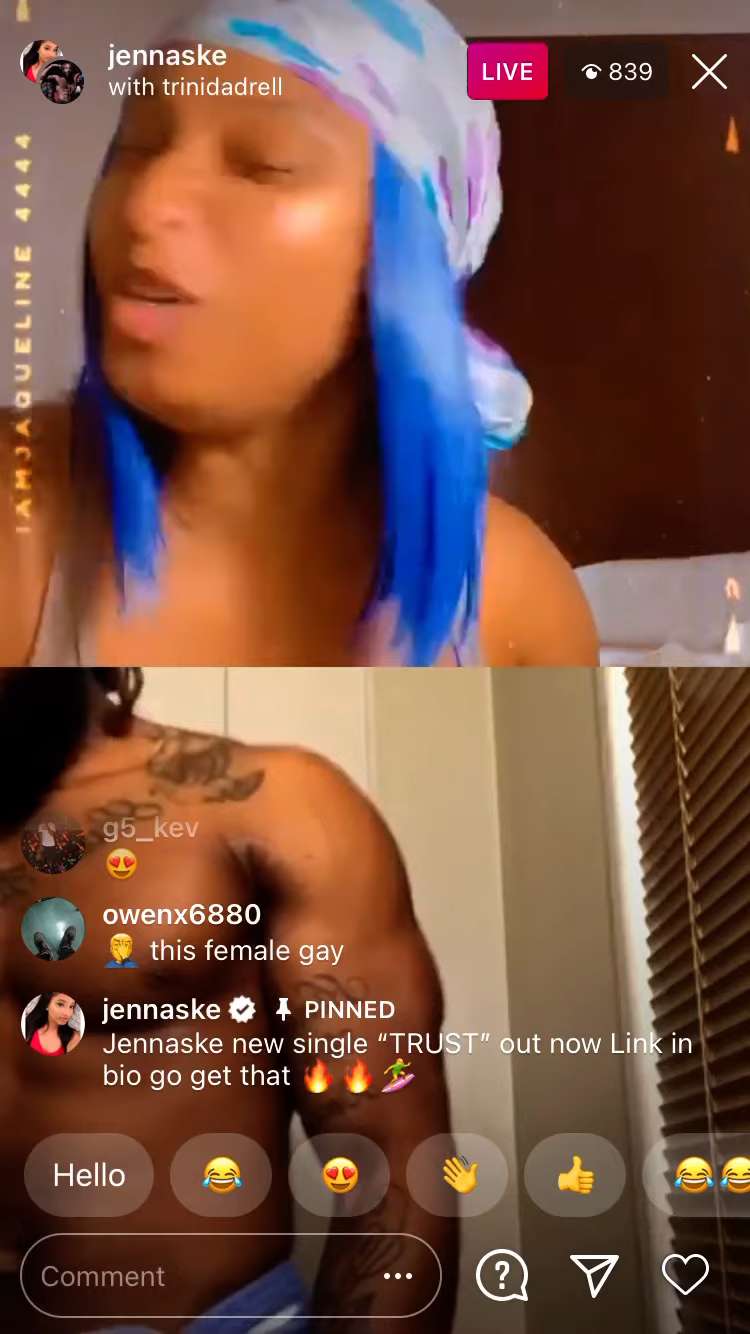 jennaske
with trinidadrell
LIVE
839
IAMJAQUELINE 4444
g5_kev
😍
owenx6880
🤦‍♂️ this female gay
jennaske PINNED
Jennaske new single “TRUST” out now Link in
bio go get that 🔥 🔥 🏄‍♀️
Hello 😂 😍 👋 👍 😂😂
Comment